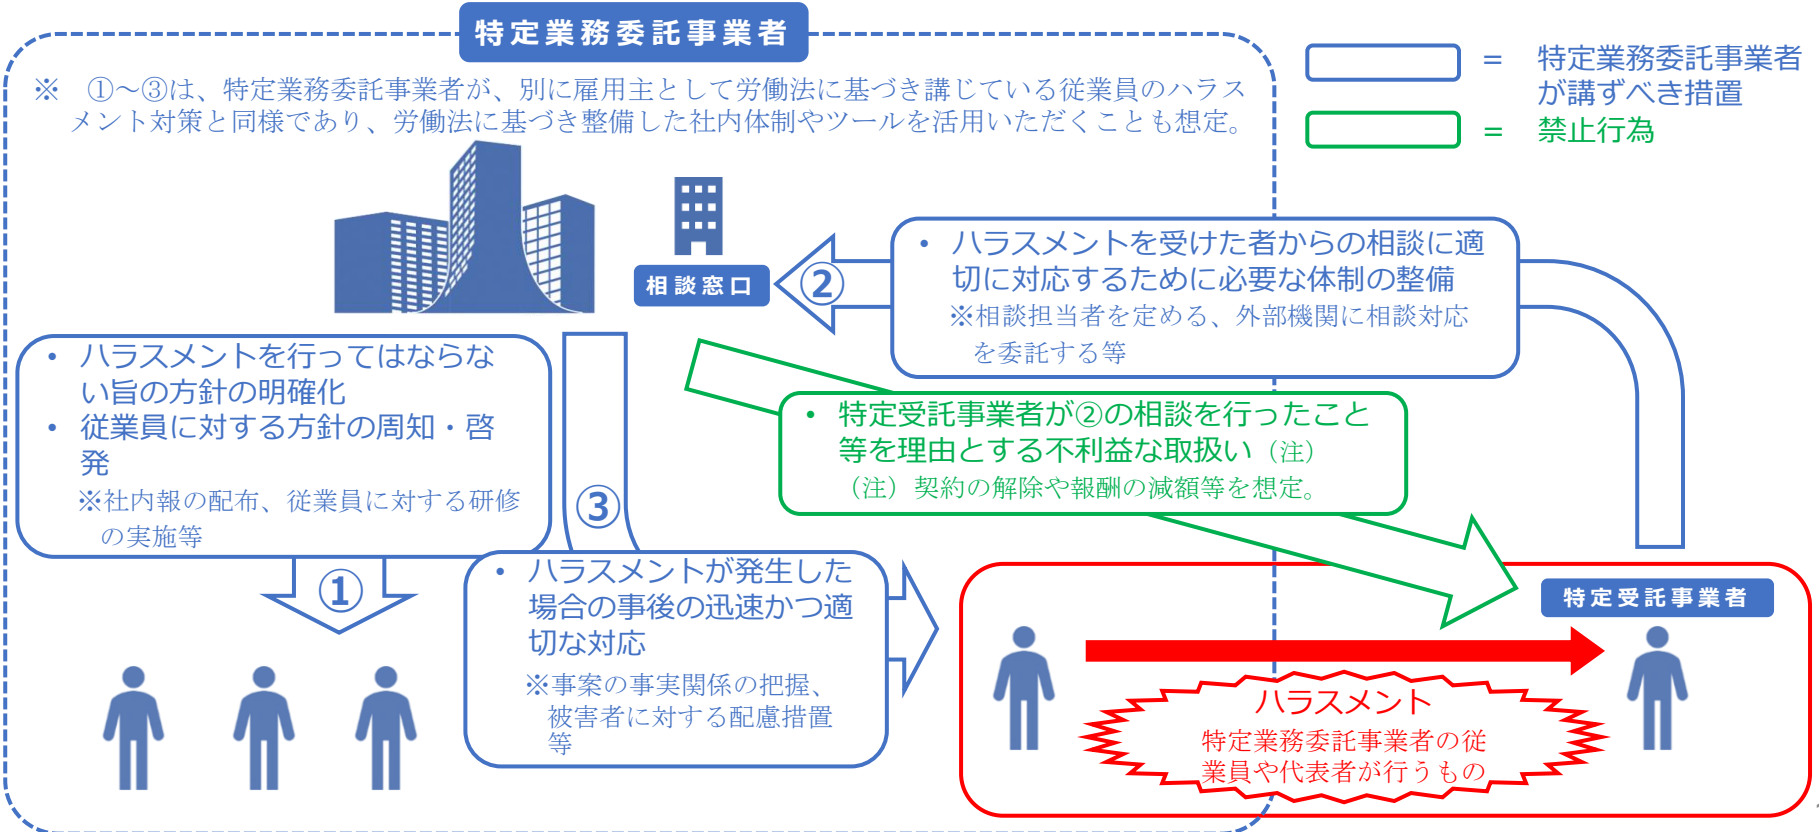 特定業務委託事業者
※　①～③は、特定業務委託事業者が、別に雇用主として労働法に基づき講じている従業員のハラス
メント対策と同様であり、労働法に基づき整備した社内体制やツールを活用いただくことも想定。
= 特定業務委託事業者
が講ずべき措置
= 禁止行為
相談窓口
②
・ハラスメントを受けた者からの相談に適
切に対応するために必要な体制の整備
※相談担当者を定める、外部機関に相談対応
を委託する等
・ハラスメントを行ってはならな
い旨の方針の明確化
・従業員に対する方針の周知・啓
発
※社内報の配布、従業員に対する研修
の実施等
①
・特定受託事業者が②の相談を行ったこと
等を理由とする不利益な取扱い（注）
（注）契約の解除や報酬の減額等を想定。
③
・ハラスメントが発生した
場合の事後の迅速かつ適
切な対応
※事案の事実関係の把握、
被害者に対する配慮措置
等
特定受託事業者
ハラスメント
特定業務委託事業者の従
業員や代表者が行うもの